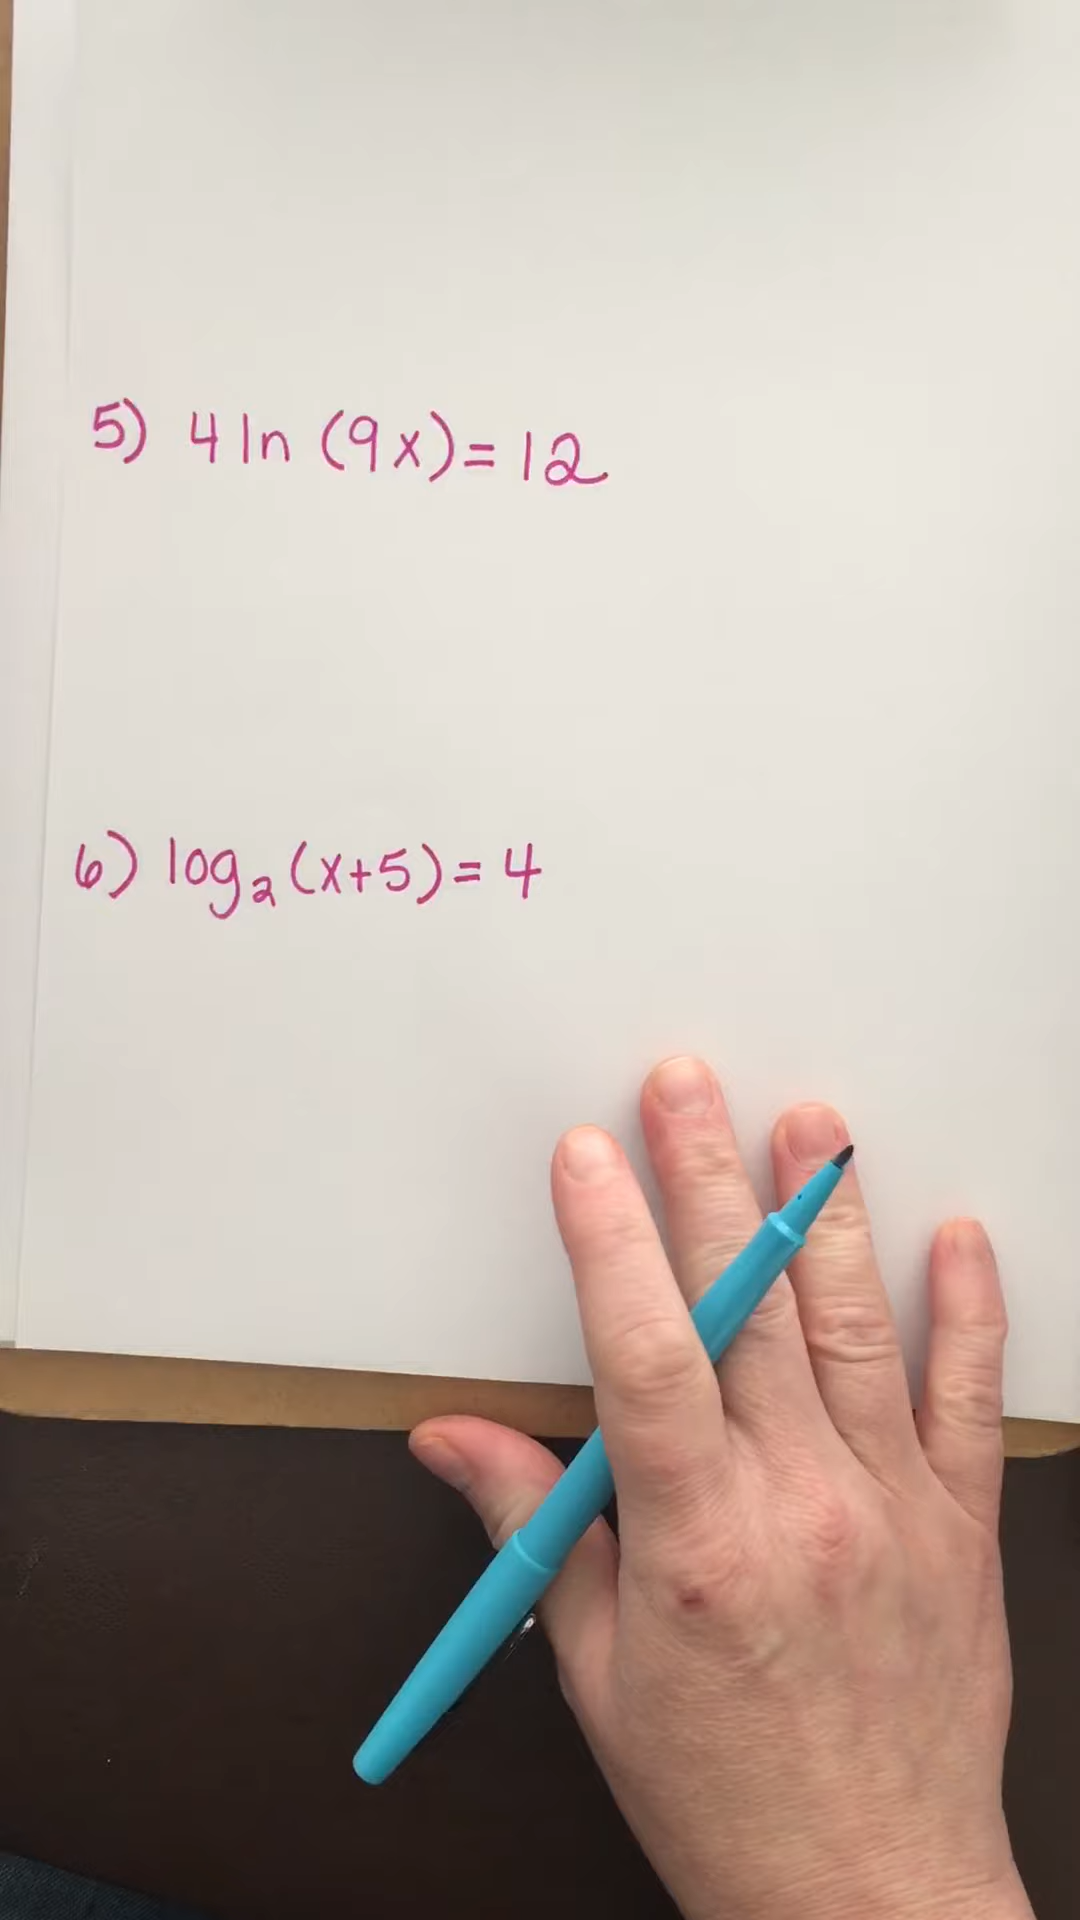 5) 4 ln (9x) = 12
6) log₂ (x+5) = 4